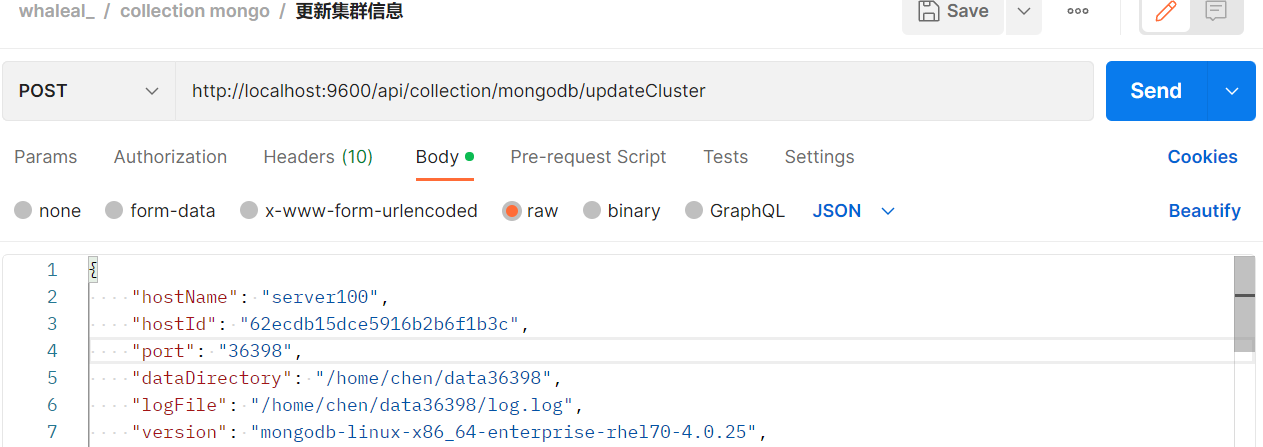 whaleal_ / collection mongo / 更新集群信息 Save
POST http://localhost:9600/api/collection/mongodb/updateCluster Send
Params Authorization Headers (10) Body Pre-request Script Tests Settings Cookies
none form-data x-www-form-urlencoded raw binary GraphQL JSON Beautify
1 {
2 "hostName": "server100",
3 "hostId": "62ecdb15dce5916b2b6f1b3c",
4 "port": "36398",
5 "dataDirectory": "/home/chen/data36398",
6 "logFile": "/home/chen/data36398/log.log",
7 "version": "mongodb-linux-x86_64-enterprise-rhel70-4.0.25",